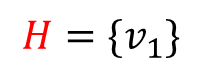 H = {v₁}